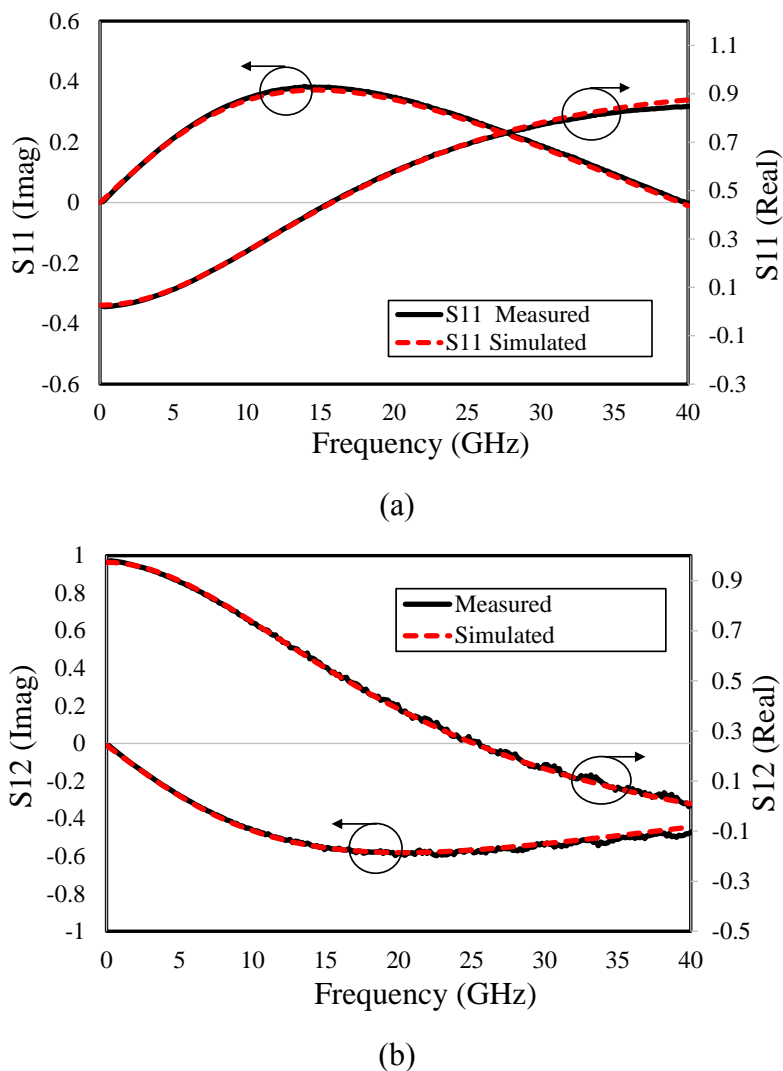 0.6
0.4
0.2
0
-0.2
-0.4
-0.6
S11 (Imag)
1.1
0.9
0.7
0.5
0.3
0.1
-0.1
-0.3
S11 (Real)
S11 Measured
S11 Simulated
0 5 10 15 20 25 30 35 40
Frequency (GHz)
(a)
1
0.8
0.6
0.4
0.2
0
-0.2
-0.4
-0.6
-0.8
-1
S12 (Imag)
0.9
0.7
0.5
0.3
0.1
-0.1
-0.3
-0.5
S12 (Real)
Measured
Simulated
0 5 10 15 20 25 30 35 40
Frequency (GHz)
(b)